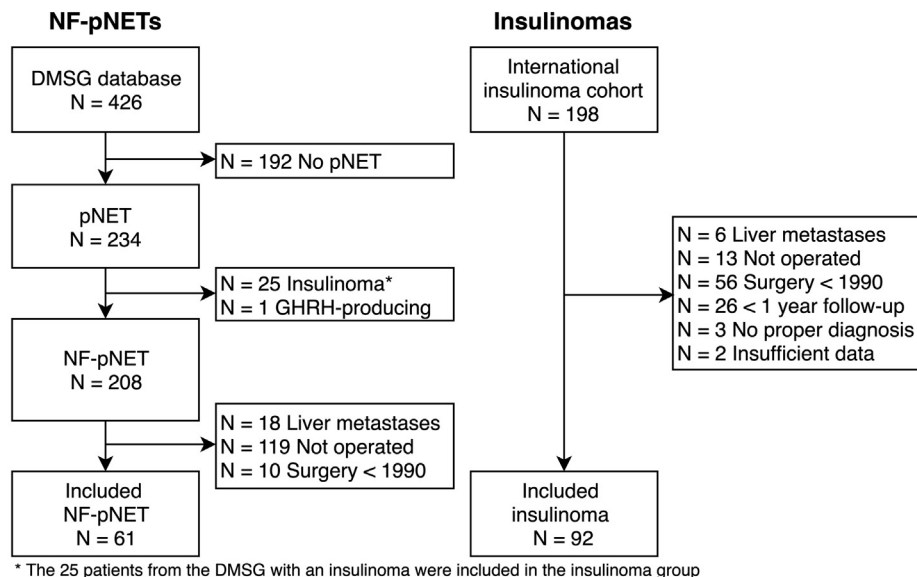 NF-pNETs
DMSG database
N = 426
N = 192 No pNET
pNET
N = 234
N = 25 Insulinoma*
N = 1 GHRH-producing
NF-pNET
N = 208
N = 18 Liver metastases
N = 119 Not operated
N = 10 Surgery < 1990
Included
NF-pNET
N = 61
Insulinomas
International
insulinoma cohort
N = 198
N = 6 Liver metastases
N = 13 Not operated
N = 56 Surgery < 1990
N = 26 < 1 year follow-up
N = 3 No proper diagnosis
N = 2 Insufficient data
Included
insulinoma
N = 92
* The 25 patients from the DMSG with an insulinoma were included in the insulinoma group